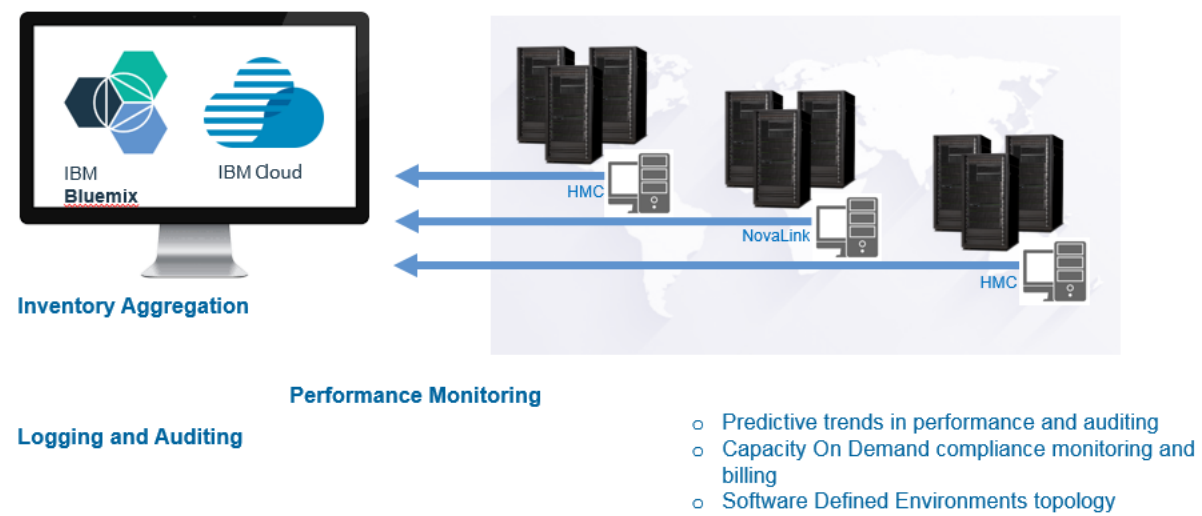 IBM
Bluemix
IBM Cloud
HMC
NovaLink
HMC
Inventory Aggregation
Performance Monitoring
Logging and Auditing
o Predictive trends in performance and auditing
o Capacity On Demand compliance monitoring and
billing
o Software Defined Environments topology